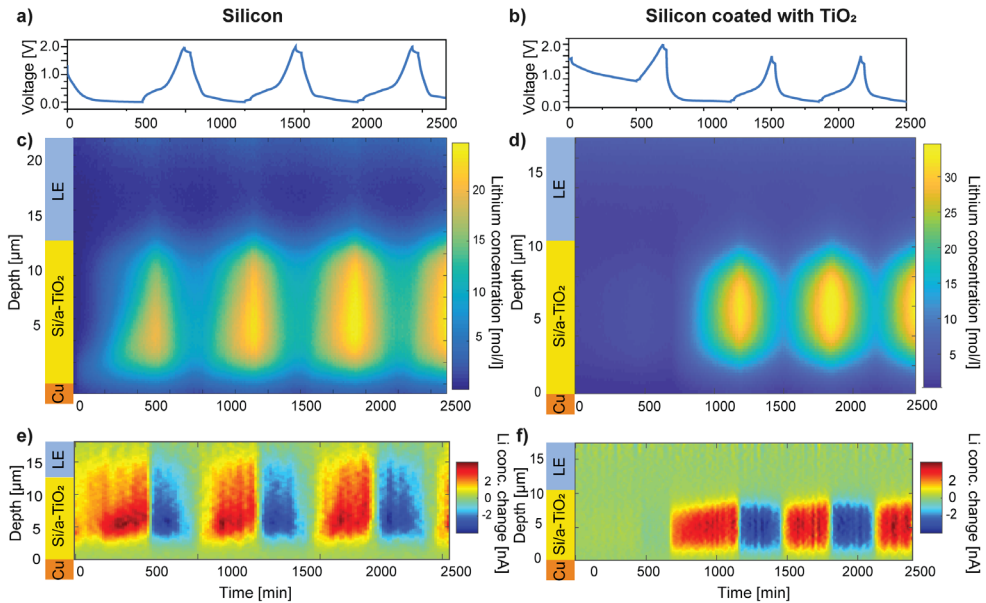 a) Silicon
b) Silicon coated with TiO₂
Voltage [V]
2.0
1.0
0.0
500 1000 1500 2000 2500
Voltage [V]
2.0
1.0
0.0
0 500 1000 1500 2000 2500
c)
Depth [µm]
20
15
10
5
LE
Si/a-TiO₂
Cu
0 500 1000 1500 2000 2500
20
15
10
5
Lithium concentration [mol/l]
d)
Depth [µm]
15
10
5
0
LE
Si/a-TiO₂
Cu
0 500 1000 1500 2000 2500
30
25
20
15
10
5
Lithium concentration [mol/l]
e)
Depth [µm]
15
10
5
0
LE
Si/a-TiO₂
Cu
0 500 1000 1500 2000 2500
Time [min]
2
0
-2
Li conc. change [nA]
f)
Depth [µm]
15
10
5
0
LE
Si/a-TiO₂
Cu
0 500 1000 1500 2000 2500
Time [min]
2
0
-2
Li conc. change [nA]